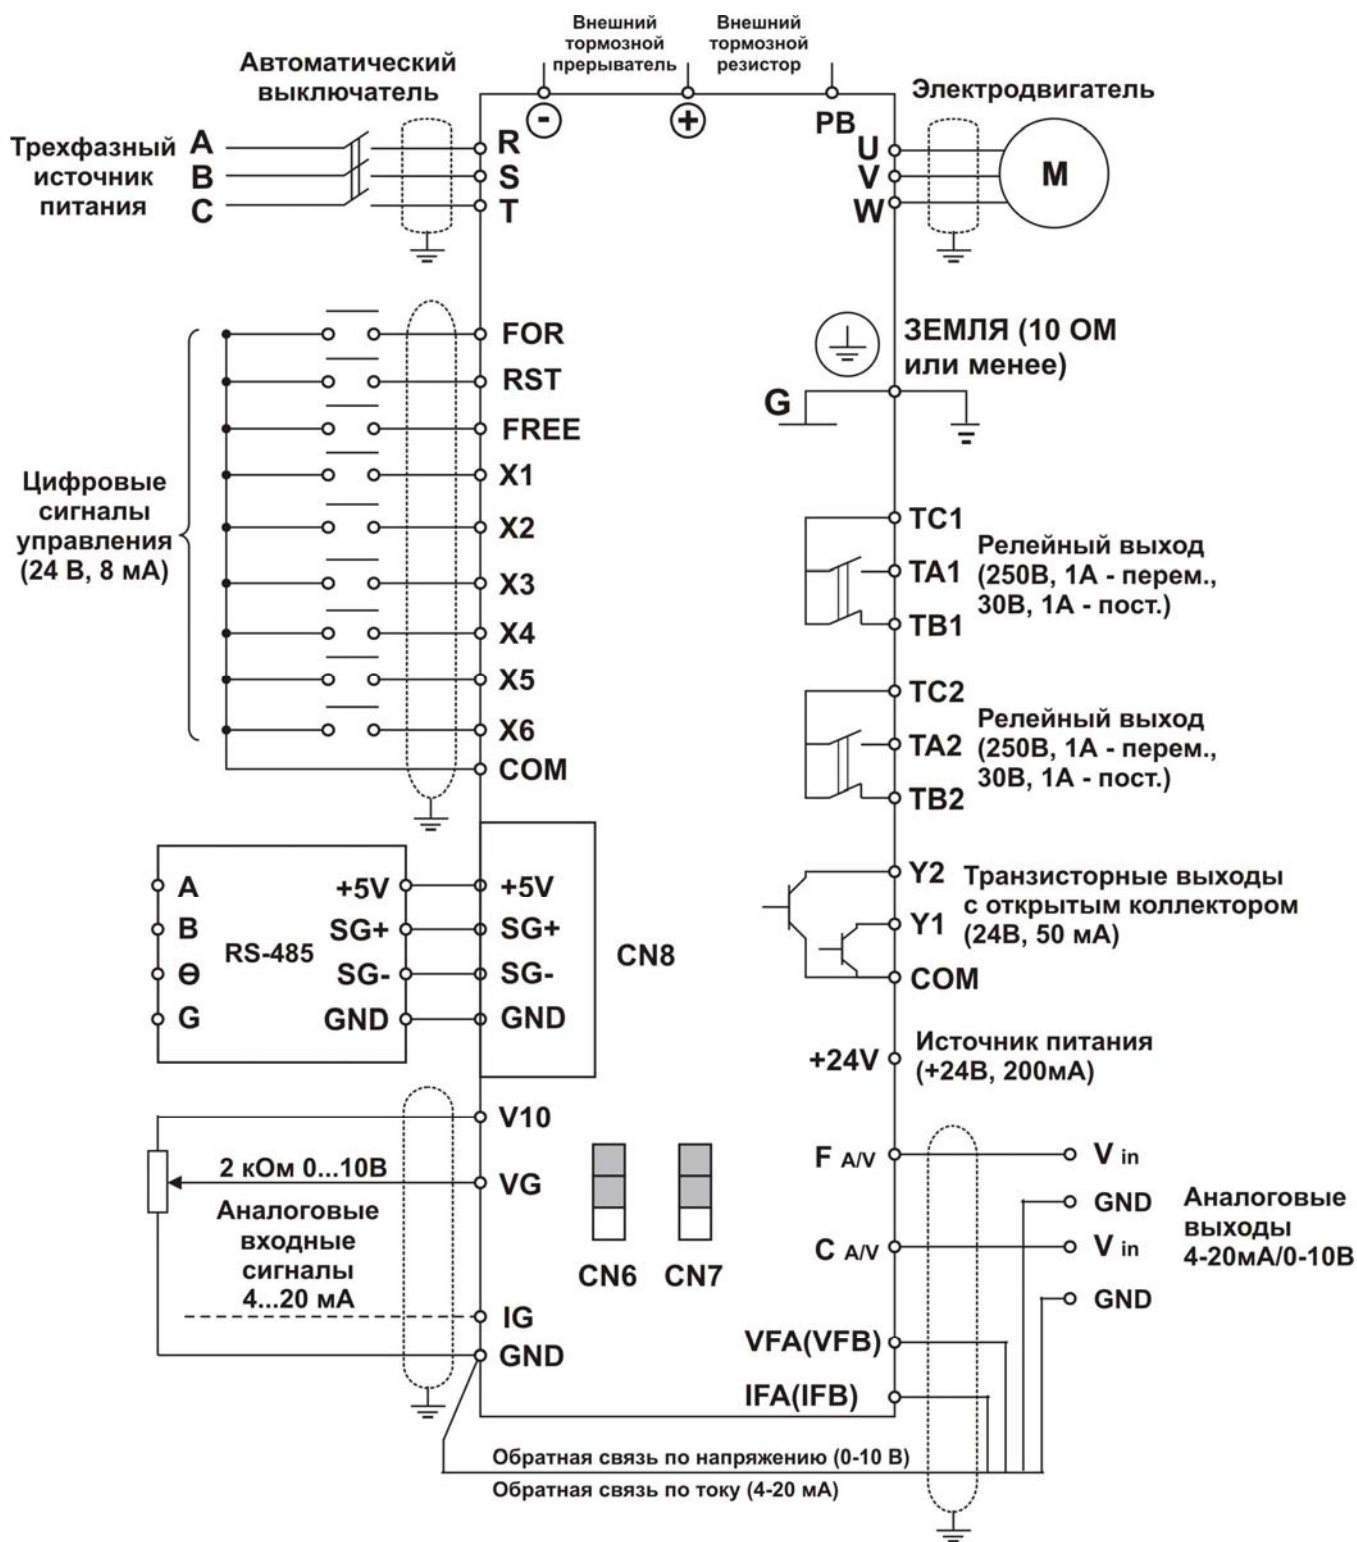 Внешний
тормозной
прерыватель
Внешний
тормозной
резистор
Автоматический
выключатель
Электродвигатель
-
+
PB
Трехфазный
источник
питания
A
B
C
R
S
T
U
V
W
M
ЗЕМЛЯ (10 ОМ
или менее)
G
Цифровые
сигналы
управления
(24 В, 8 мА)
FOR
RST
FREE
X1
X2
X3
X4
X5
X6
COM
TC1
TA1
TB1
Релейный выход
(250В, 1А - перем.,
30В, 1А - пост.)
TC2
TA2
TB2
Релейный выход
(250В, 1А - перем.,
30В, 1А - пост.)
A
B
Ө
G
RS-485
+5V
SG+
SG-
GND
+5V
SG+
SG-
GND
CN8
Y2
Y1
COM
Транзисторные выходы
с открытым коллектором
(24В, 50 мА)
+24V
Источник питания
(+24В, 200мА)
V10
VG
2 кОм 0...10В
Аналоговые
входные
сигналы
4...20 мА
IG
GND
CN6
CN7
F A/V
C A/V
VFA(VFB)
IFA(IFB)
V in
GND
V in
GND
Аналоговые
выходы
4-20мА/0-10В
Обратная связь по напряжению (0-10 В)
Обратная связь по току (4-20 мА)